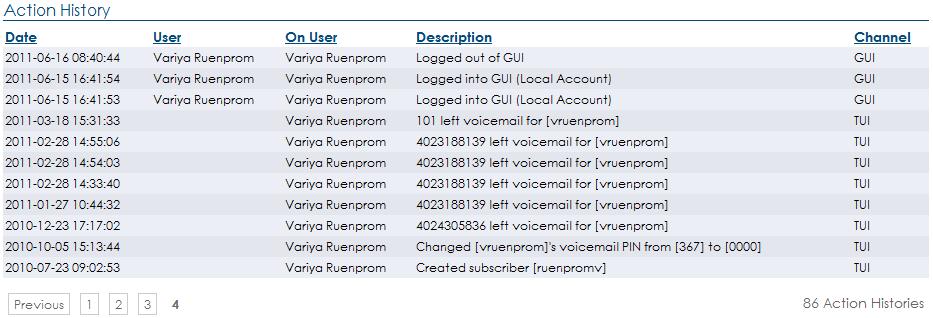 Action History
Date User On User Description Channel
2011-06-16 08:40:44 Variya Ruenprom Variya Ruenprom Logged out of GUI GUI
2011-06-15 16:41:54 Variya Ruenprom Variya Ruenprom Logged into GUI (Local Account) GUI
2011-06-15 16:41:53 Variya Ruenprom Variya Ruenprom Logged into GUI (Local Account) GUI
2011-03-18 15:31:33 Variya Ruenprom 101 left voicemail for [vruenprom] TUI
2011-02-28 14:55:06 Variya Ruenprom 4023188139 left voicemail for [vruenprom] TUI
2011-02-28 14:54:03 Variya Ruenprom 4023188139 left voicemail for [vruenprom] TUI
2011-02-28 14:33:40 Variya Ruenprom 4023188139 left voicemail for [vruenprom] TUI
2011-01-27 10:44:32 Variya Ruenprom 4023188139 left voicemail for [vruenprom] TUI
2010-12-23 17:17:02 Variya Ruenprom 4024305836 left voicemail for [vruenprom] TUI
2010-10-05 15:13:44 Variya Ruenprom Changed [vruenprom]'s voicemail PIN from [367] to [0000] TUI
2010-07-23 09:02:53 Variya Ruenprom Created subscriber [ruenpromv] TUI
Previous 1 2 3 4 86 Action Histories